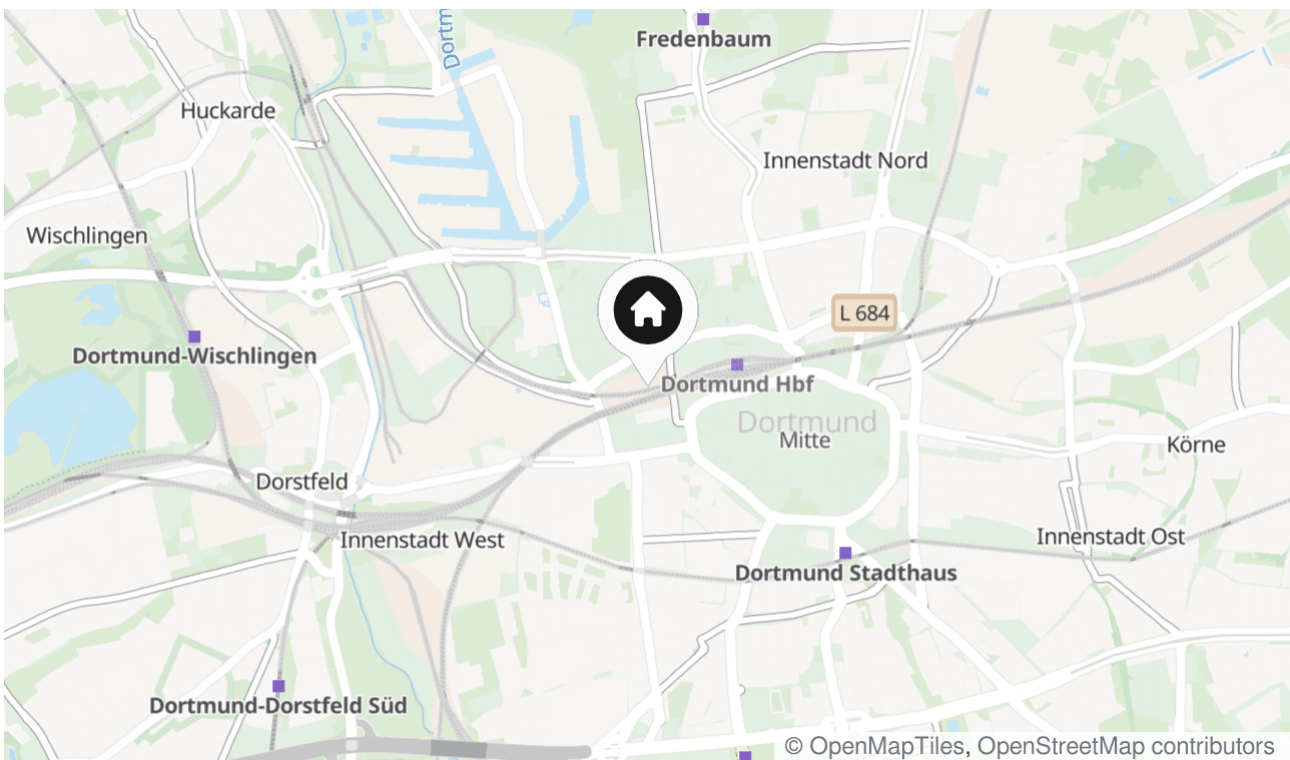 Dortm
Fredenbaum
Huckarde
Innenstadt Nord
Wischlingen
L 684
Dortmund-Wischlingen
Dortmund Hbf
Dortmund
Mitte
Körne
Dorstfeld
Innenstadt West
Innenstadt Ost
Dortmund Stadthaus
Dortmund-Dorstfeld Süd
© OpenMapTiles, OpenStreetMap contributors